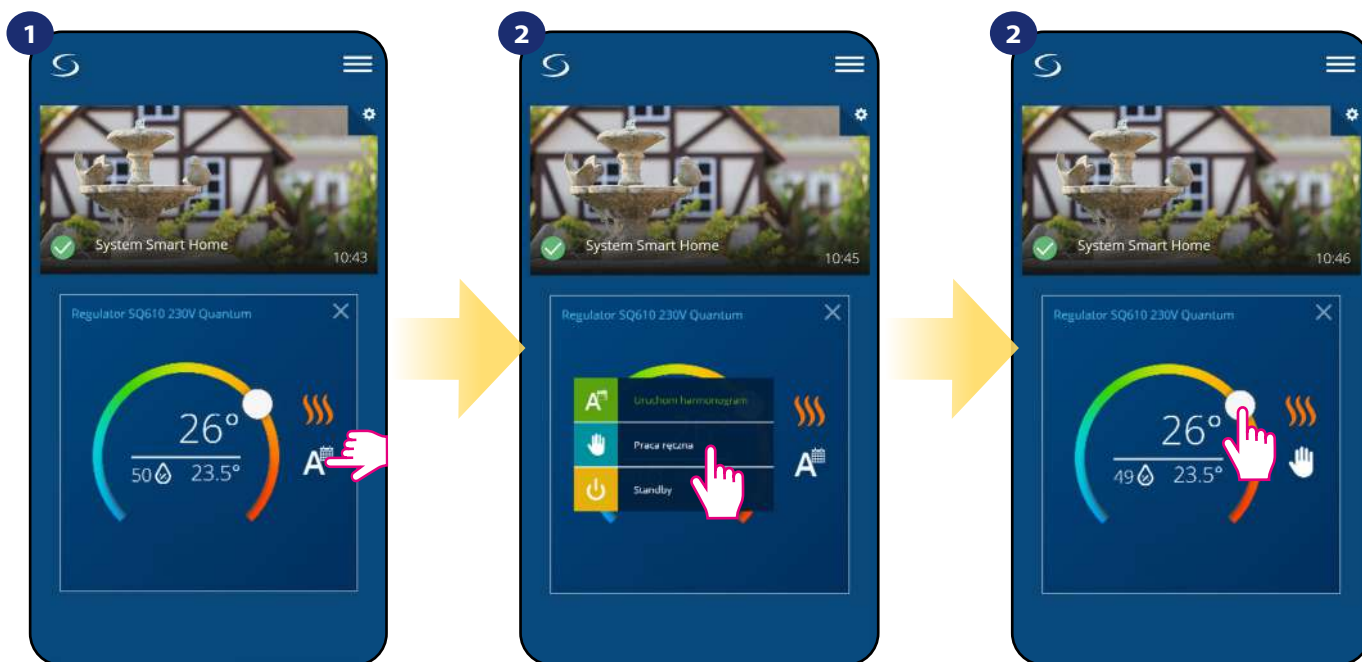 1
System Smart Home
10:43
Regulator SQ610 230V Quantum
26°
50 23.5°
A
2
System Smart Home
10:45
Regulator SQ610 230V Quantum
A Uruchom harmonogram
Praca ręczna
A
Standby
2
System Smart Home
10:46
Regulator SQ610 230V Quantum
26°
49 23.5°